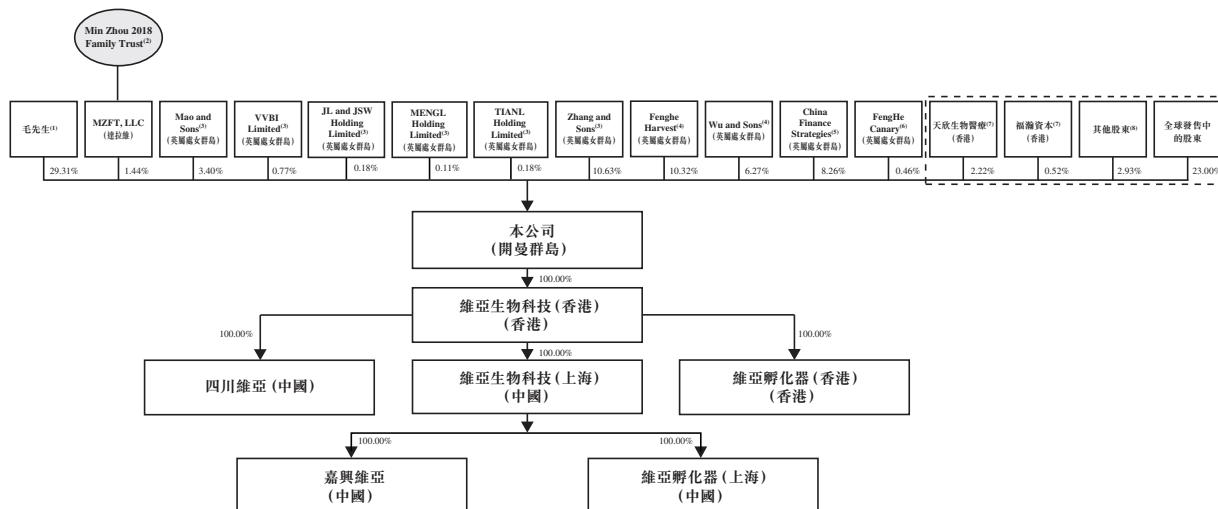 Min Zhou 2018
Family Trust(2)
毛先生(1)
MZFT, LLC
(達拉維)
Mao and
Sons(3)
(英屬處女群島)
VVBI
Limited(3)
(英屬處女群島)
JL and JSW
Holding
Limited(3)
(英屬處女群島)
MENGL
Holding
Limited(3)
(英屬處女群島)
TIANL
Holding
Limited(3)
(英屬處女群島)
Zhang and
Sons(3)
(英屬處女群島)
Fenghe
Harvest(4)
(英屬處女群島)
Wu and Sons(4)
(英屬處女群島)
China
Finance
Strategies(5)
(英屬處女群島)
FengHe
Canary(6)
(英屬處女群島)
天欣生物醫療(7)
(香港)
福瀚資本(7)
(香港)
其他股東(8)
全球發售中
的股東
29.31%
1.44%
3.40%
0.77%
0.18%
0.11%
0.18%
10.63%
10.32%
6.27%
8.26%
0.46%
2.22%
0.52%
2.93%
23.00%
本公司
(開曼群島)
100.00%
維亞生物科技(香港)
(香港)
100.00%
100.00%
100.00%
四川維亞(中國)
維亞生物科技(上海)
(中國)
維亞孵化器(香港)
(香港)
100.00%
100.00%
嘉興維亞
(中國)
維亞孵化器(上海)
(中國)